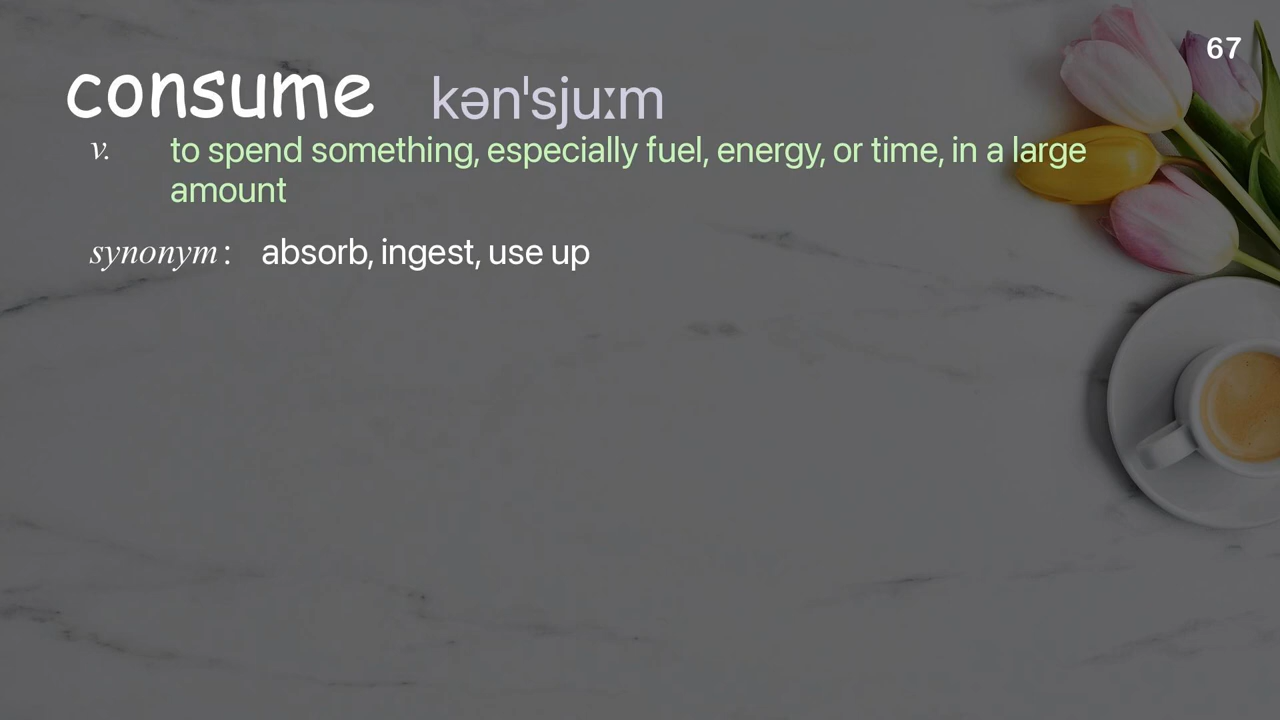 67
consume kən'sjuːm
v. to spend something, especially fuel, energy, or time, in a large
amount
synonym : absorb, ingest, use up